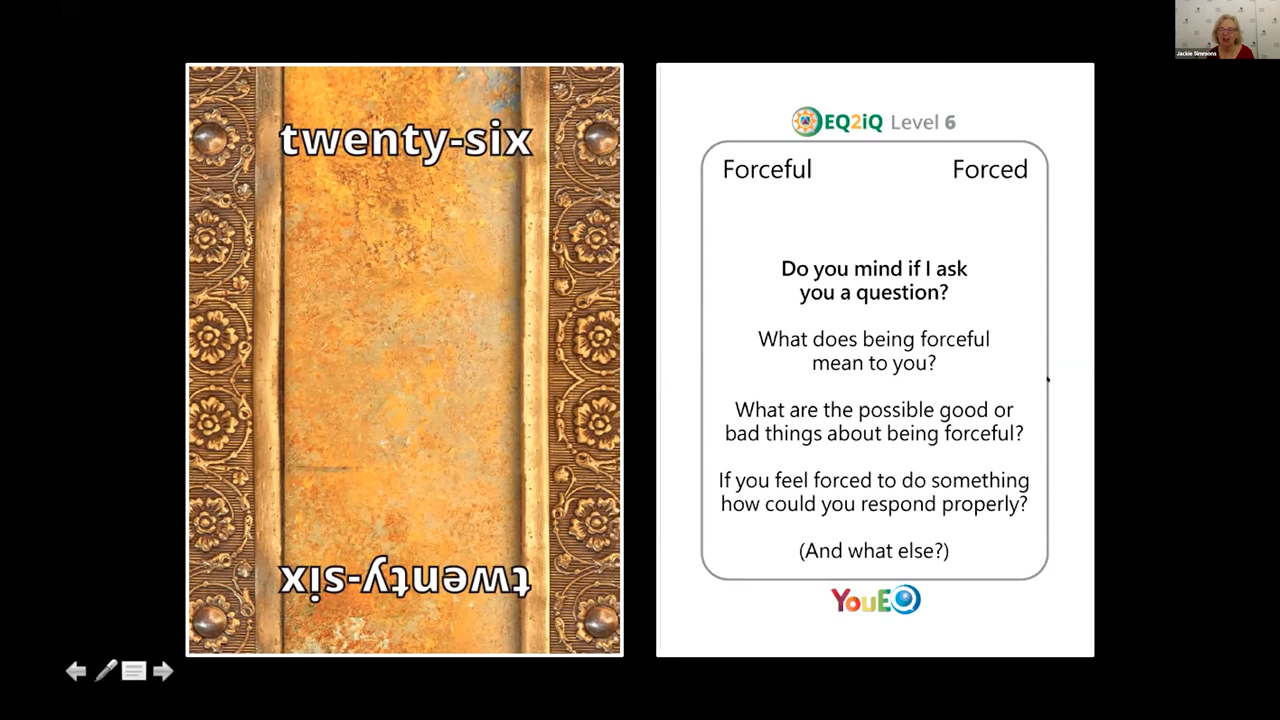 Jackie Simmons
twenty-six
twenty-six
EQ2iQ Level 6
Forceful Forced
Do you mind if I ask
you a question?
What does being forceful
mean to you?
What are the possible good or
bad things about being forceful?
If you feel forced to do something
how could you respond properly?
(And what else?)
YouEQ